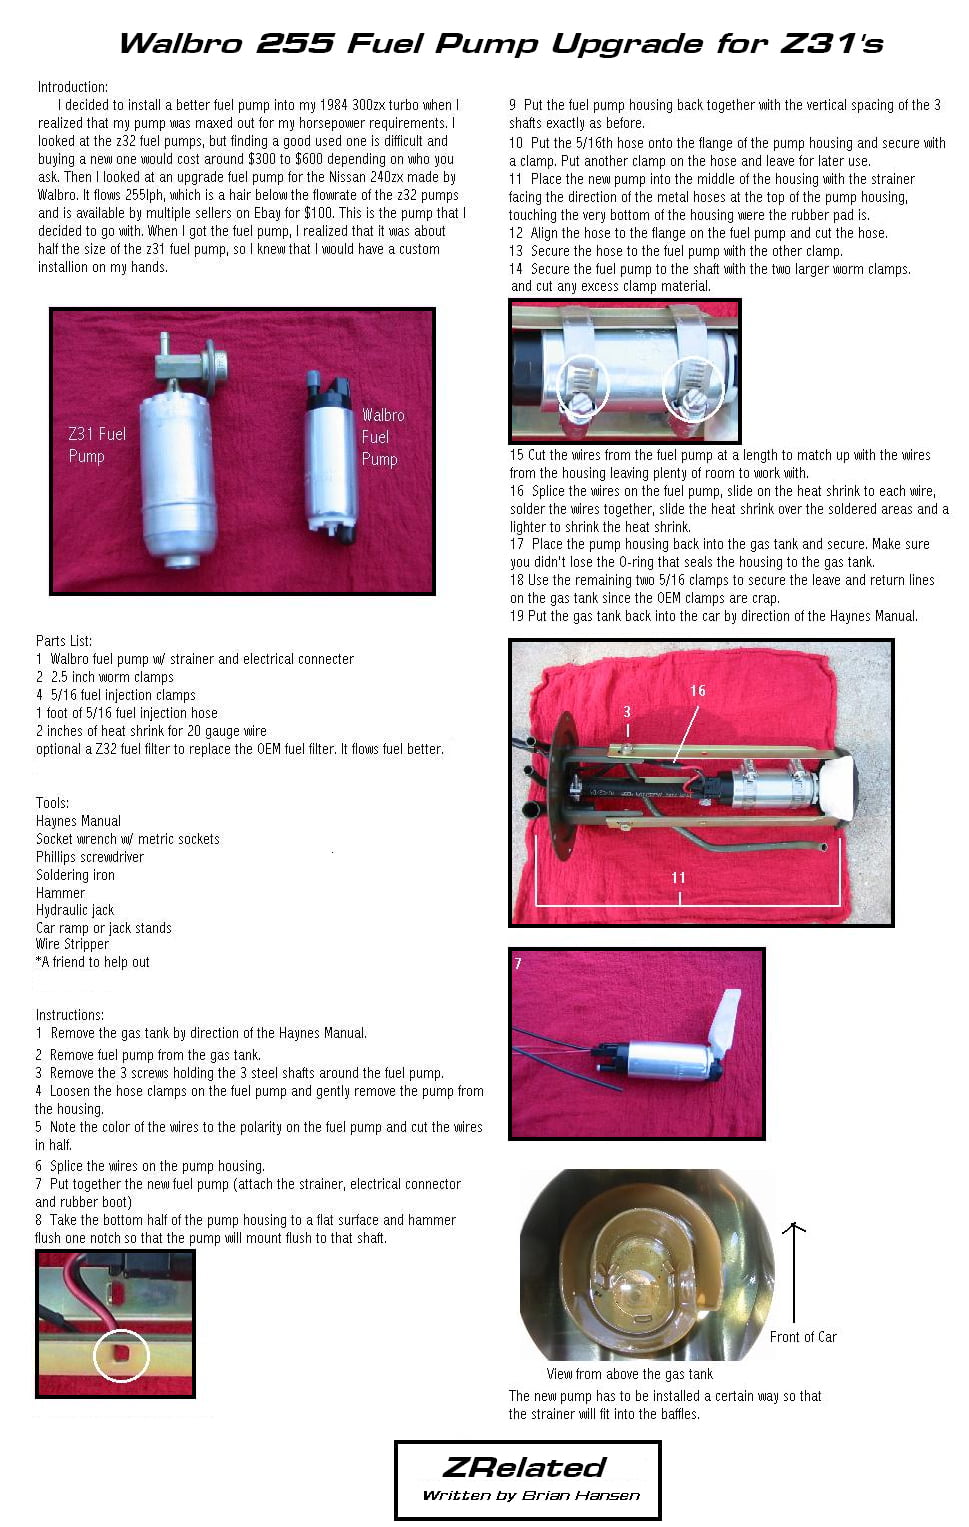 Walbro 255 Fuel Pump Upgrade for Z31's
Introduction:
I decided to install a better fuel pump into my 1984 300zx turbo when I
realized that my pump was maxed out for my horsepower requirements. I
looked at the z32 fuel pumps, but finding a good used one is difficult and
buying a new one would cost around $300 to $600 depending on who you
ask. Then I looked at an upgrade fuel pump for the Nissan 240zx made by
Walbro. It flows 255lph, which is a hair below the flowrate of the z32 pumps
and is available by multiple sellers on Ebay for $100. This is the pump that I
decided to go with. When I got the fuel pump, I realized that it was about
half the size of the z31 fuel pump, so I knew that I would have a custom
installion on my hands.
Z31 Fuel
Pump
Walbro
Fuel
Pump
Parts List:
1 Walbro fuel pump w/ strainer and electrical connecter
2 2.5 inch worm clamps
4 5/16 fuel injection clamps
1 foot of 5/16 fuel injection hose
2 inches of heat shrink for 20 gauge wire
optional a Z32 fuel filter to replace the OEM fuel filter. It flows fuel better.
Tools:
Haynes Manual
Socket wrench w/ metric sockets
Phillips screwdriver
Soldering iron
Hammer
Hydraulic jack
Car ramp or jack stands
Wire Stripper
*A friend to help out
Instructions:
1 Remove the gas tank by direction of the Haynes Manual.
2 Remove fuel pump from the gas tank.
3 Remove the 3 screws holding the 3 steel shafts around the fuel pump.
4 Loosen the hose clamps on the fuel pump and gently remove the pump from
the housing.
5 Note the color of the wires to the polarity on the fuel pump and cut the wires
in half.
6 Splice the wires on the pump housing.
7 Put together the new fuel pump (attach the strainer, electrical connector
and rubber boot)
8 Take the bottom half of the pump housing to a flat surface and hammer
flush one notch so that the pump will mount flush to that shaft.
9 Put the fuel pump housing back together with the vertical spacing of the 3
shafts exactly as before.
10 Put the 5/16th hose onto the flange of the pump housing and secure with
a clamp. Put another clamp on the hose and leave for later use.
11 Place the new pump into the middle of the housing with the strainer
facing the direction of the metal hoses at the top of the pump housing,
touching the very bottom of the housing were the rubber pad is.
12 Align the hose to the flange on the fuel pump and cut the hose.
13 Secure the hose to the fuel pump with the other clamp.
14 Secure the fuel pump to the shaft with the two larger worm clamps.
and cut any excess clamp material.
15 Cut the wires from the fuel pump at a length to match up with the wires
from the housing leaving plenty of room to work with.
16 Splice the wires on the fuel pump, slide on the heat shrink to each wire,
solder the wires together, slide the heat shrink over the soldered areas and a
lighter to shrink the heat shrink.
17 Place the pump housing back into the gas tank and secure. Make sure
you didn't lose the O-ring that seals the housing to the gas tank.
18 Use the remaining two 5/16 clamps to secure the leave and return lines
on the gas tank since the OEM clamps are crap.
19 Put the gas tank back into the car by direction of the Haynes Manual.
16
3
11
7
Front of Car
View from above the gas tank
The new pump has to be installed a certain way so that
the strainer will fit into the baffles.
ZRelated
Written by Brian Hansen